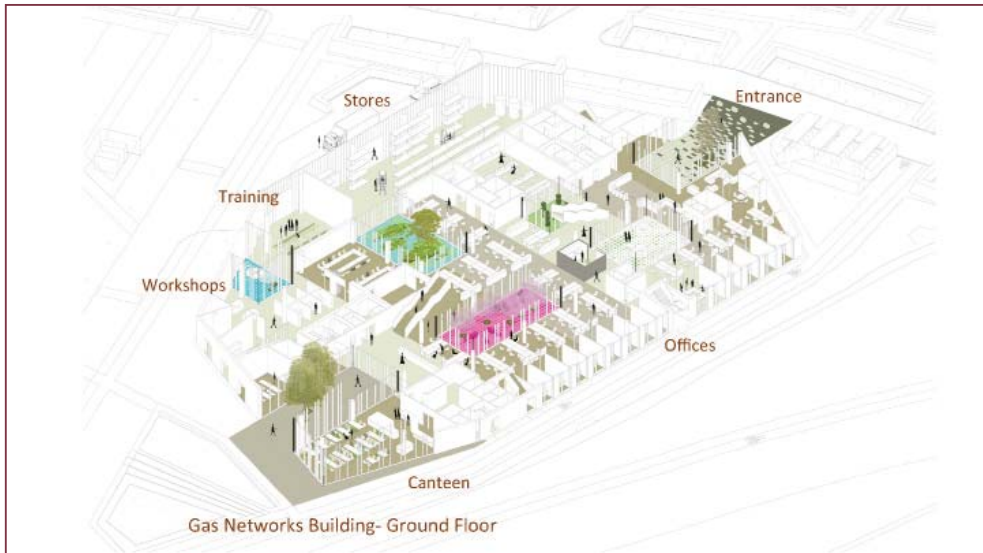 Stores
Entrance
Training
Workshops
Offices
Canteen
Gas Networks Building- Ground Floor